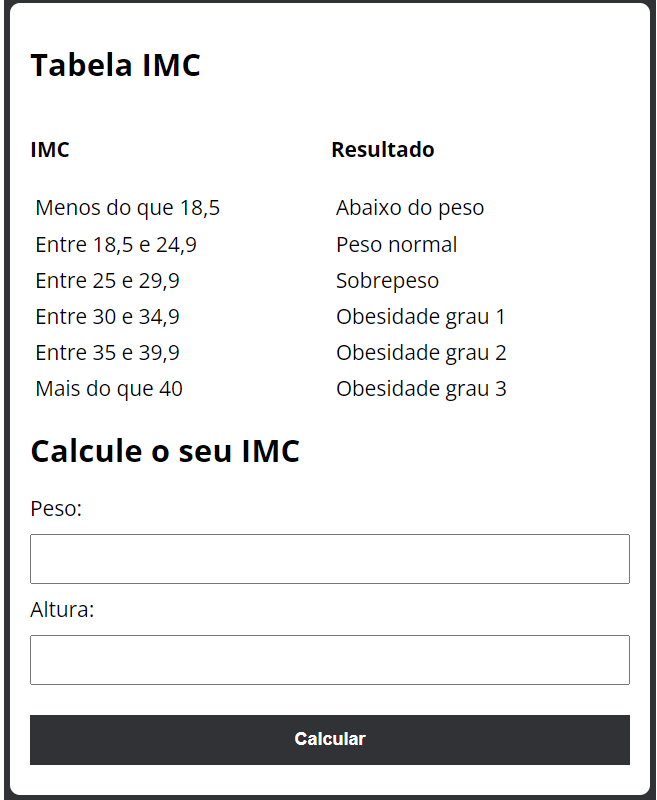 Tabela IMC
IMC Resultado
Menos do que 18,5 Abaixo do peso
Entre 18,5 e 24,9 Peso normal
Entre 25 e 29,9 Sobrepeso
Entre 30 e 34,9 Obesidade grau 1
Entre 35 e 39,9 Obesidade grau 2
Mais do que 40 Obesidade grau 3
Calcule o seu IMC
Peso:
Altura:
Calcular